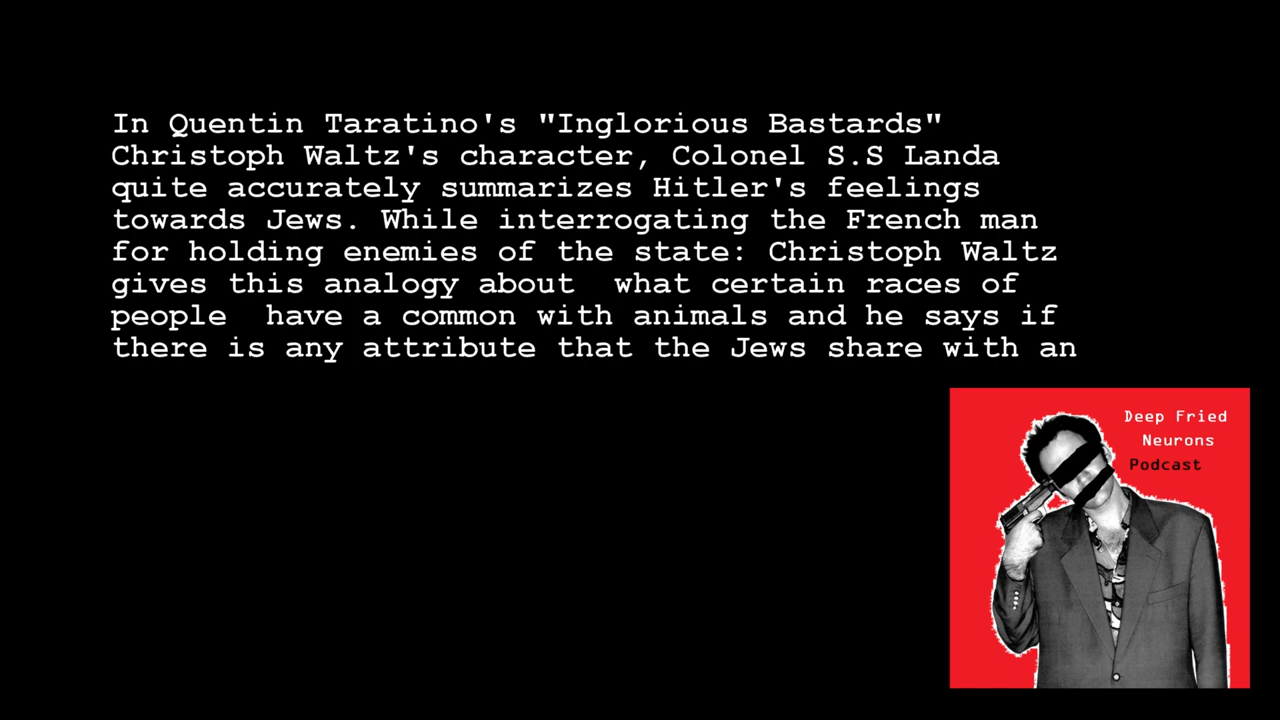 In Quentin Taratino's "Inglorious Bastards"
Christoph Waltz's character, Colonel S.S Landa
quite accurately summarizes Hitler's feelings
towards Jews. While interrogating the French man
for holding enemies of the state: Christoph Waltz
gives this analogy about  what certain races of
people  have a common with animals and he says if
there is any attribute that the Jews share with an
Deep Fried
Neurons
Podcast